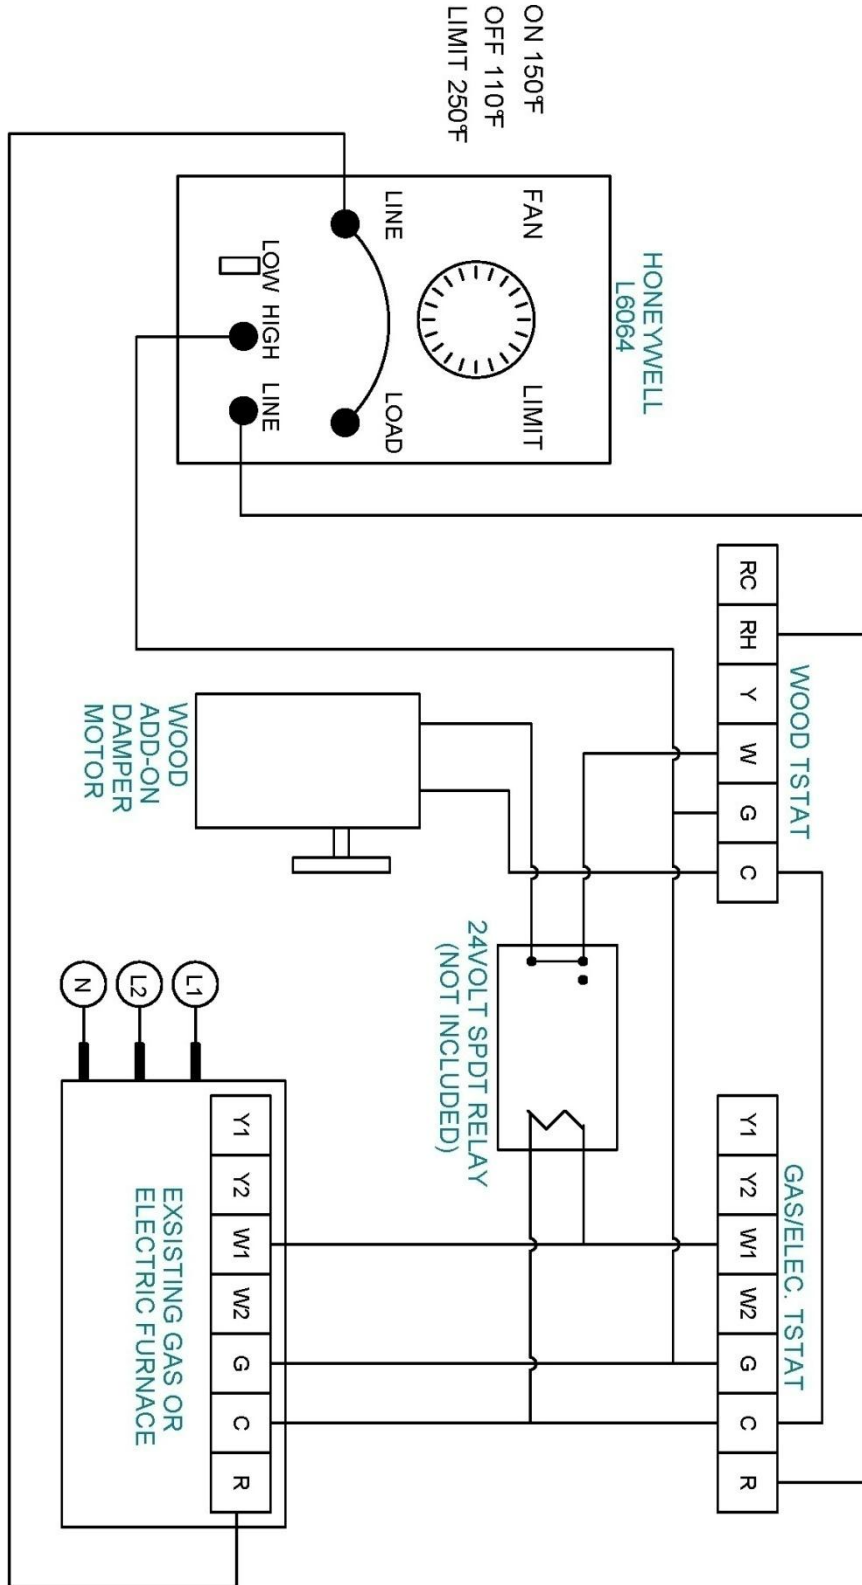 ON 150°F
OFF 110°F
LIMIT 250°F
HONEYWELL
L6064
FAN
LIMIT
LINE
LOAD
LOW
HIGH
LINE
WOOD TSTAT
RC
RH
Y
W
G
C
WOOD
ADD-ON
DAMPER
MOTOR
24VOLT SPDT RELAY
(NOT INCLUDED)
GAS/ELEC. TSTAT
Y1
Y2
W1
W2
G
C
R
L1
L2
N
Y1
Y2
W1
W2
G
C
R
EXSISTING GAS OR
ELECTRIC FURNACE